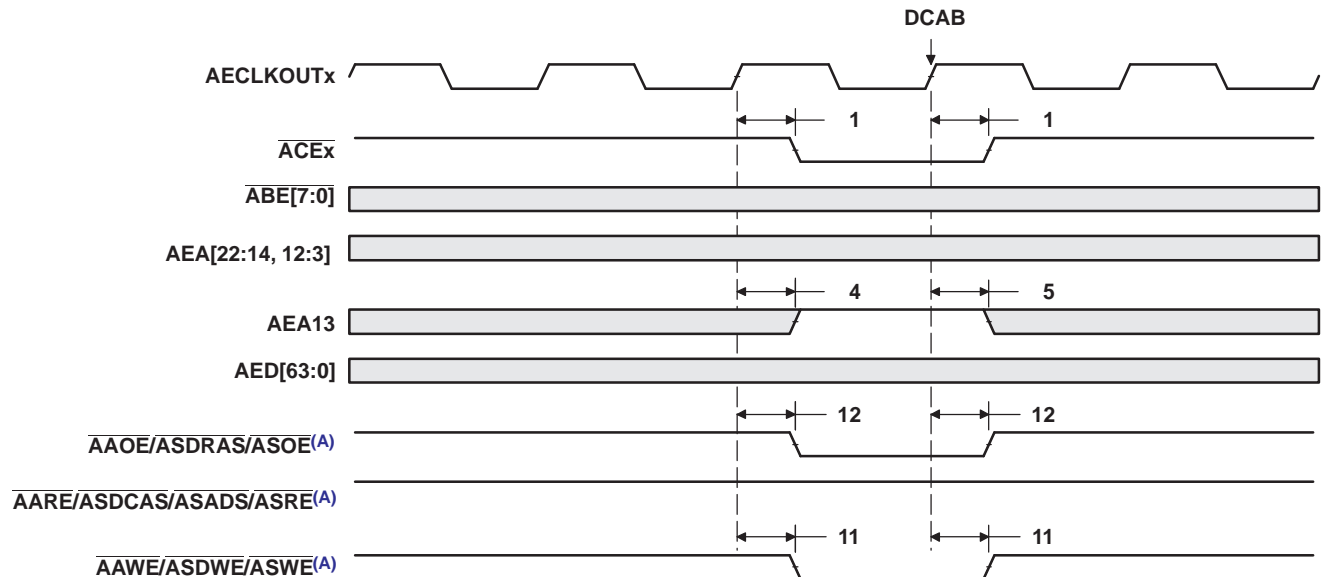 DCAB
AECLKOUTx
1 1
ACEx
ABE[7:0]
AEA[22:14, 12:3]
4 5
AEA13
AED[63:0]
12 12
AAOE/ASDRAS/ASOE(A)
AARE/ASDCAS/ASADS/ASRE(A)
11 11
AAWE/ASDWE/ASWE(A)